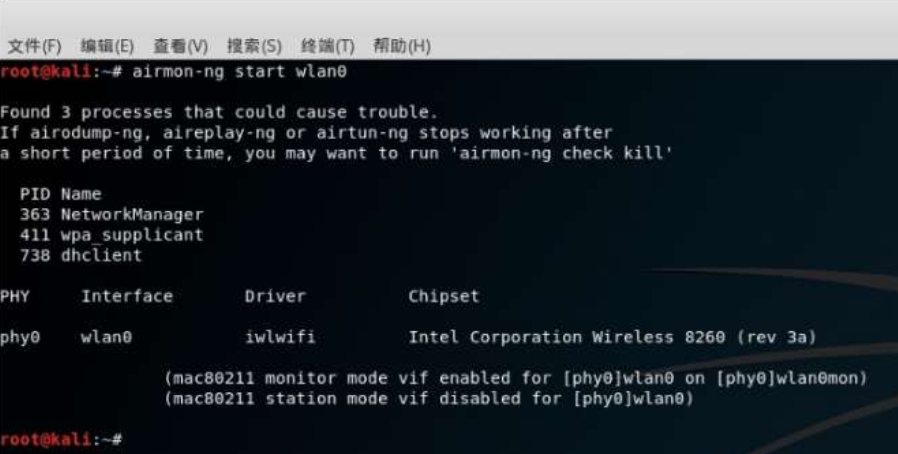 文件(F) 编辑(E) 查看(V) 搜索(S) 终端(T) 帮助(H)
root@kali:~# airmon-ng start wlan0
Found 3 processes that could cause trouble.
If airodump-ng, aireplay-ng or airtun-ng stops working after
a short period of time, you may want to run 'airmon-ng check kill'
PID Name
363 NetworkManager
411 wpa_supplicant
738 dhclient
PHY Interface Driver Chipset
phy0 wlan0 iwlwifi Intel Corporation Wireless 8260 (rev 3a)
(mac80211 monitor mode vif enabled for [phy0]wlan0 on [phy0]wlan0mon)
(mac80211 station mode vif disabled for [phy0]wlan0)
root@kali:~#